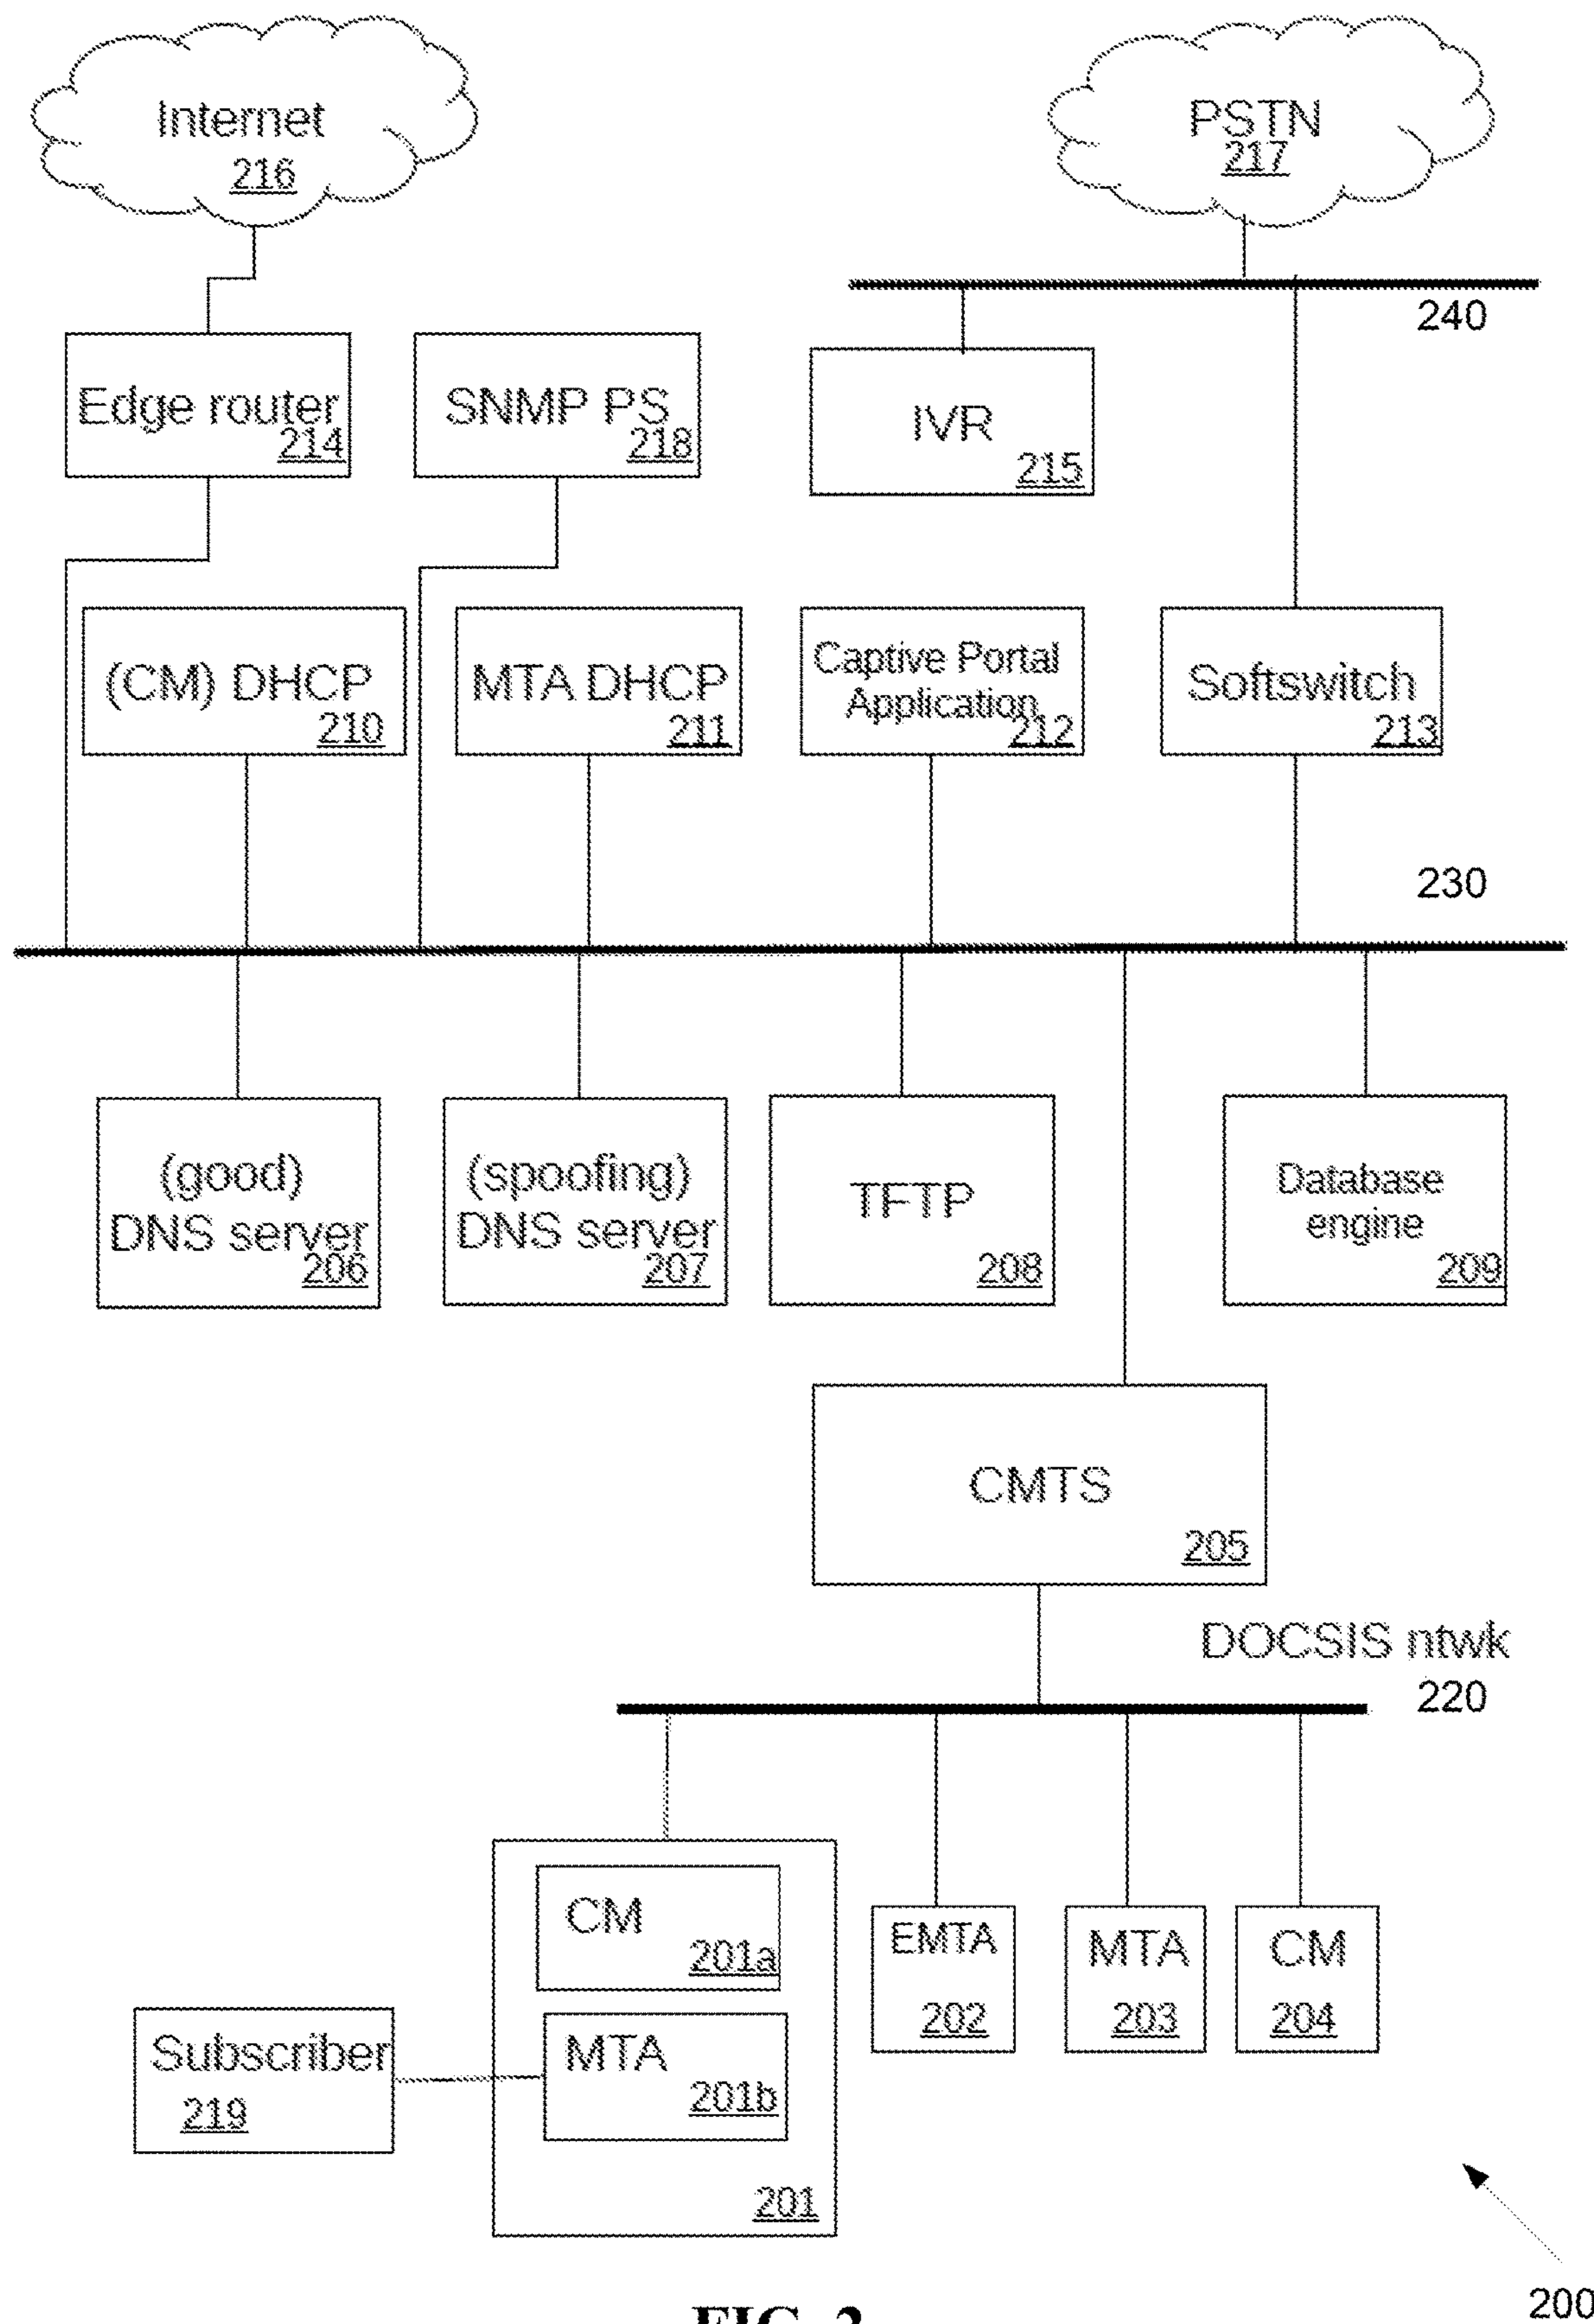 Internet
216
PSTN
217
240
Edge router
214
SNMP PS
218
IVR
215
(CM) DHCP
210
MTA DHCP
211
Captive Portal
Application
212
Softswitch
213
230
(good)
DNS server
206
(spoofing)
DNS server
207
TFTP
208
Database
engine
209
CMTS
205
DOCSIS ntwk
220
CM
201a
MTA
201b
201
EMTA
202
MTA
203
CM
204
Subscriber
219
200
FIG. 2